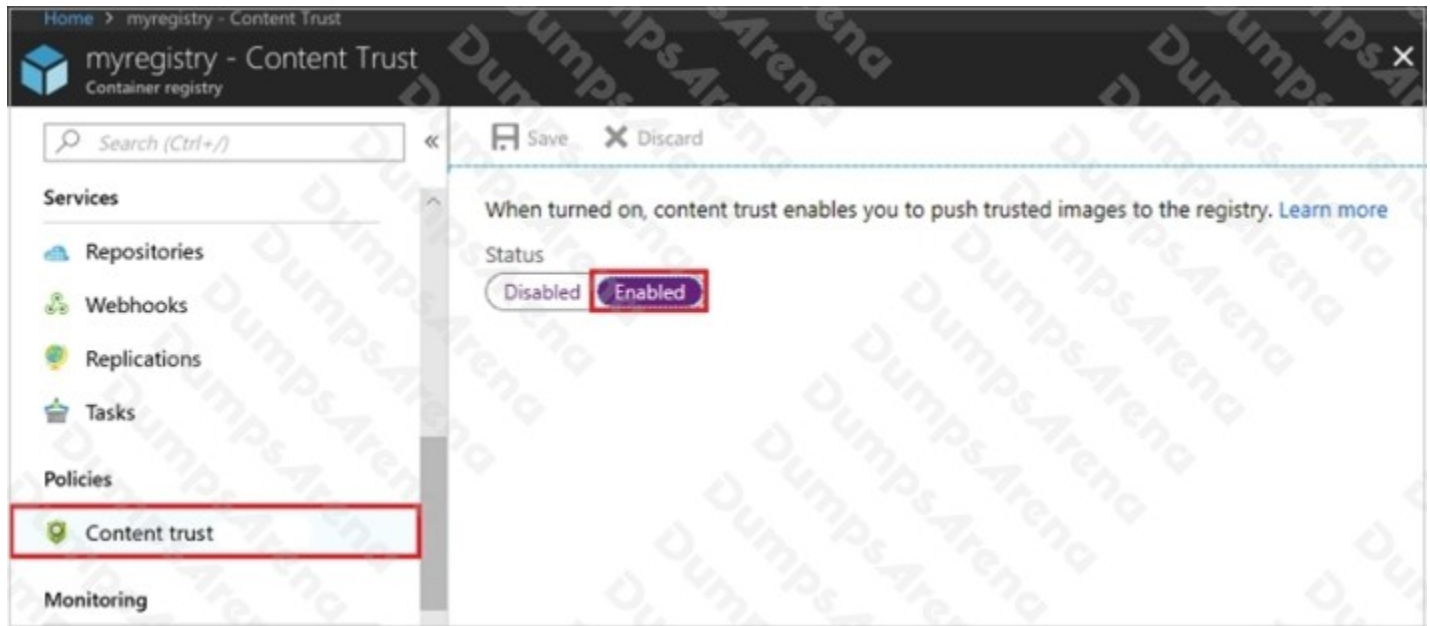 Home > myregistry - Content Trust
myregistry - Content Trust
Container registry
Search (Ctrl+/)
«
Save
Discard
Services
Repositories
Webhooks
Replications
Tasks
Policies
Content trust
Monitoring
When turned on, content trust enables you to push trusted images to the registry. Learn more
Status
Disabled
Enabled
DumpsArena